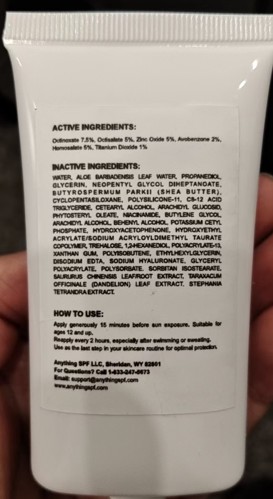 ACTIVE INGREDIENTS:
Octinoxate 7.5%, Octisalate 5%, Zinc Oxide 5%, Avobenzone 2%,
Homosalate 5%, Titanium Dioxide 1%
INACTIVE INGREDIENTS:
WATER, ALOE BARBADENSIS LEAF WATER, PROPANEDIOL,
GLYCERIN, NEOPENTYL GLYCOL DIHEPTANOATE,
BUTYROSPERMUM PARKII (SHEA BUTTER),
CYCLOPENTASILOXANE, POLYSILICONE-11, C8-12 ACID
TRIGLYCERIDE, CETEARYL ALCOHOL, ARACHIDYL GLUCOSID,
PHYTOSTERYL OLEATE, NIACINAMIDE, BUTYLENE GLYCOL,
ARACHIDYL ALCOHOL, BEHENYL ALCOHOL, POTASSIUM CETYL
PHOSPHATE, HYDROXYACETOPHENONE, HYDROXYETHYL
ACRYLATE/SODIUM ACRYLOYLDIMETHYL TAURATE
COPOLYMER, TREHALOSE, 1,2-HEXANEDIOL, POLYACRYLATE-13,
XANTHAN GUM, POLYISOBUTENE, ETHYLHEXYLGLYCERIN,
DISODIUM EDTA, SODIUM HYALURONATE, GLYCERYL
POLYACRYLATE, POLYSORBATE, SORBITAN ISOSTEARATE,
SAURURUS CHINENSIS LEAF/ROOT EXTRACT, TARAXACUM
OFFICINALE (DANDELION) LEAF EXTRACT, STEPHANIA
TETRANDRA EXTRACT.
HOW TO USE:
Apply generously 15 minutes before sun exposure. Suitable for
ages 12 and up.
Reapply every 2 hours, especially after swimming or sweating.
Use as the last step in your skincare routine for optimal protection.
Anything SPF LLC, Sheridan, WY 82801
For Questions? Call 1-833-247-8673
Email: support@anythingspf.com
www.anythingspf.com